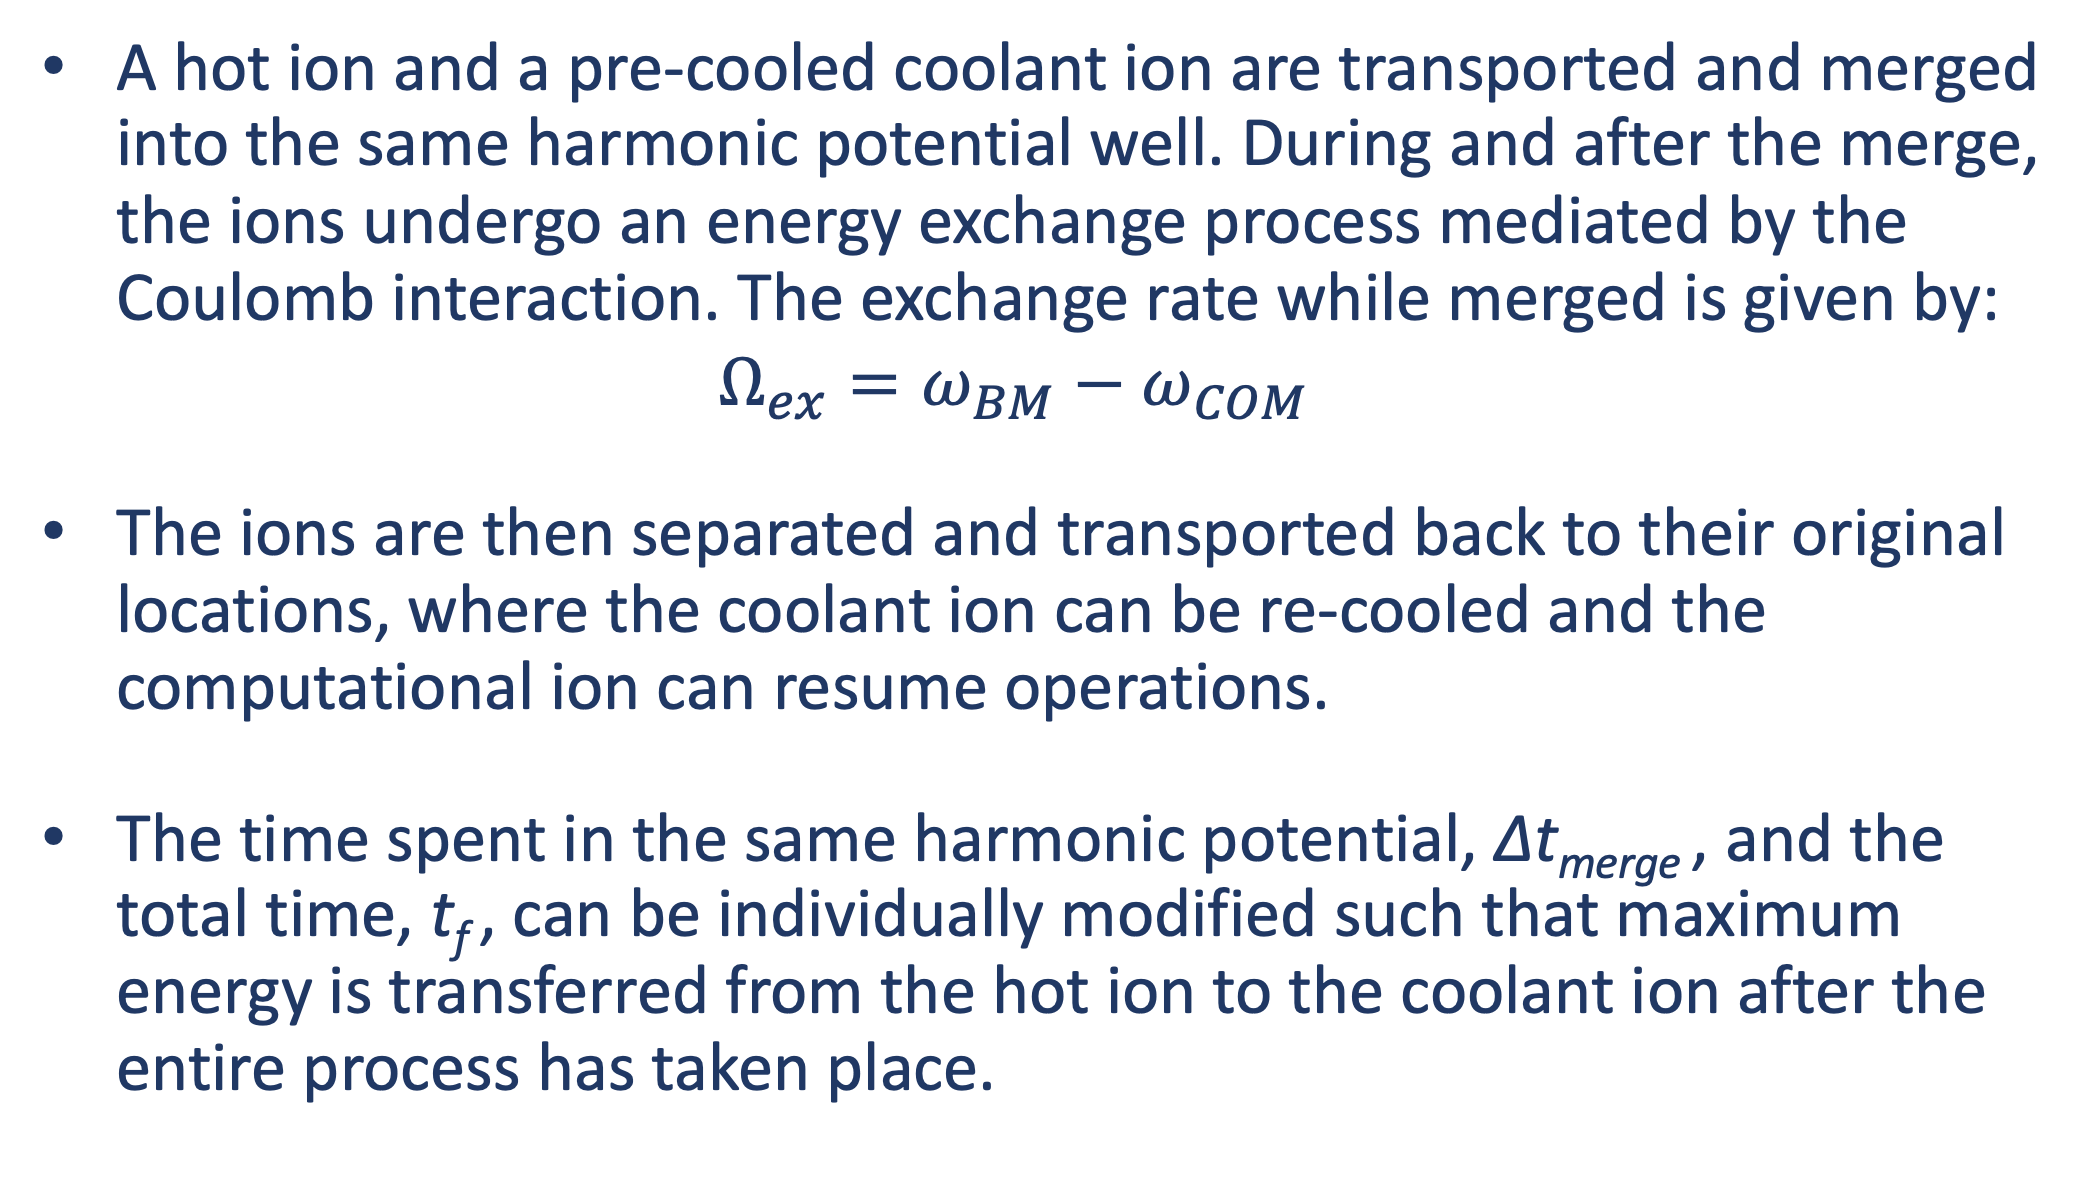 • A hot ion and a pre-cooled coolant ion are transported and merged
into the same harmonic potential well. During and after the merge,
the ions undergo an energy exchange process mediated by the
Coulomb interaction. The exchange rate while merged is given by:
Ω_ex = ω_BM − ω_COM
• The ions are then separated and transported back to their original
locations, where the coolant ion can be re-cooled and the
computational ion can resume operations.
• The time spent in the same harmonic potential, Δt_merge , and the
total time, t_f , can be individually modified such that maximum
energy is transferred from the hot ion to the coolant ion after the
entire process has taken place.